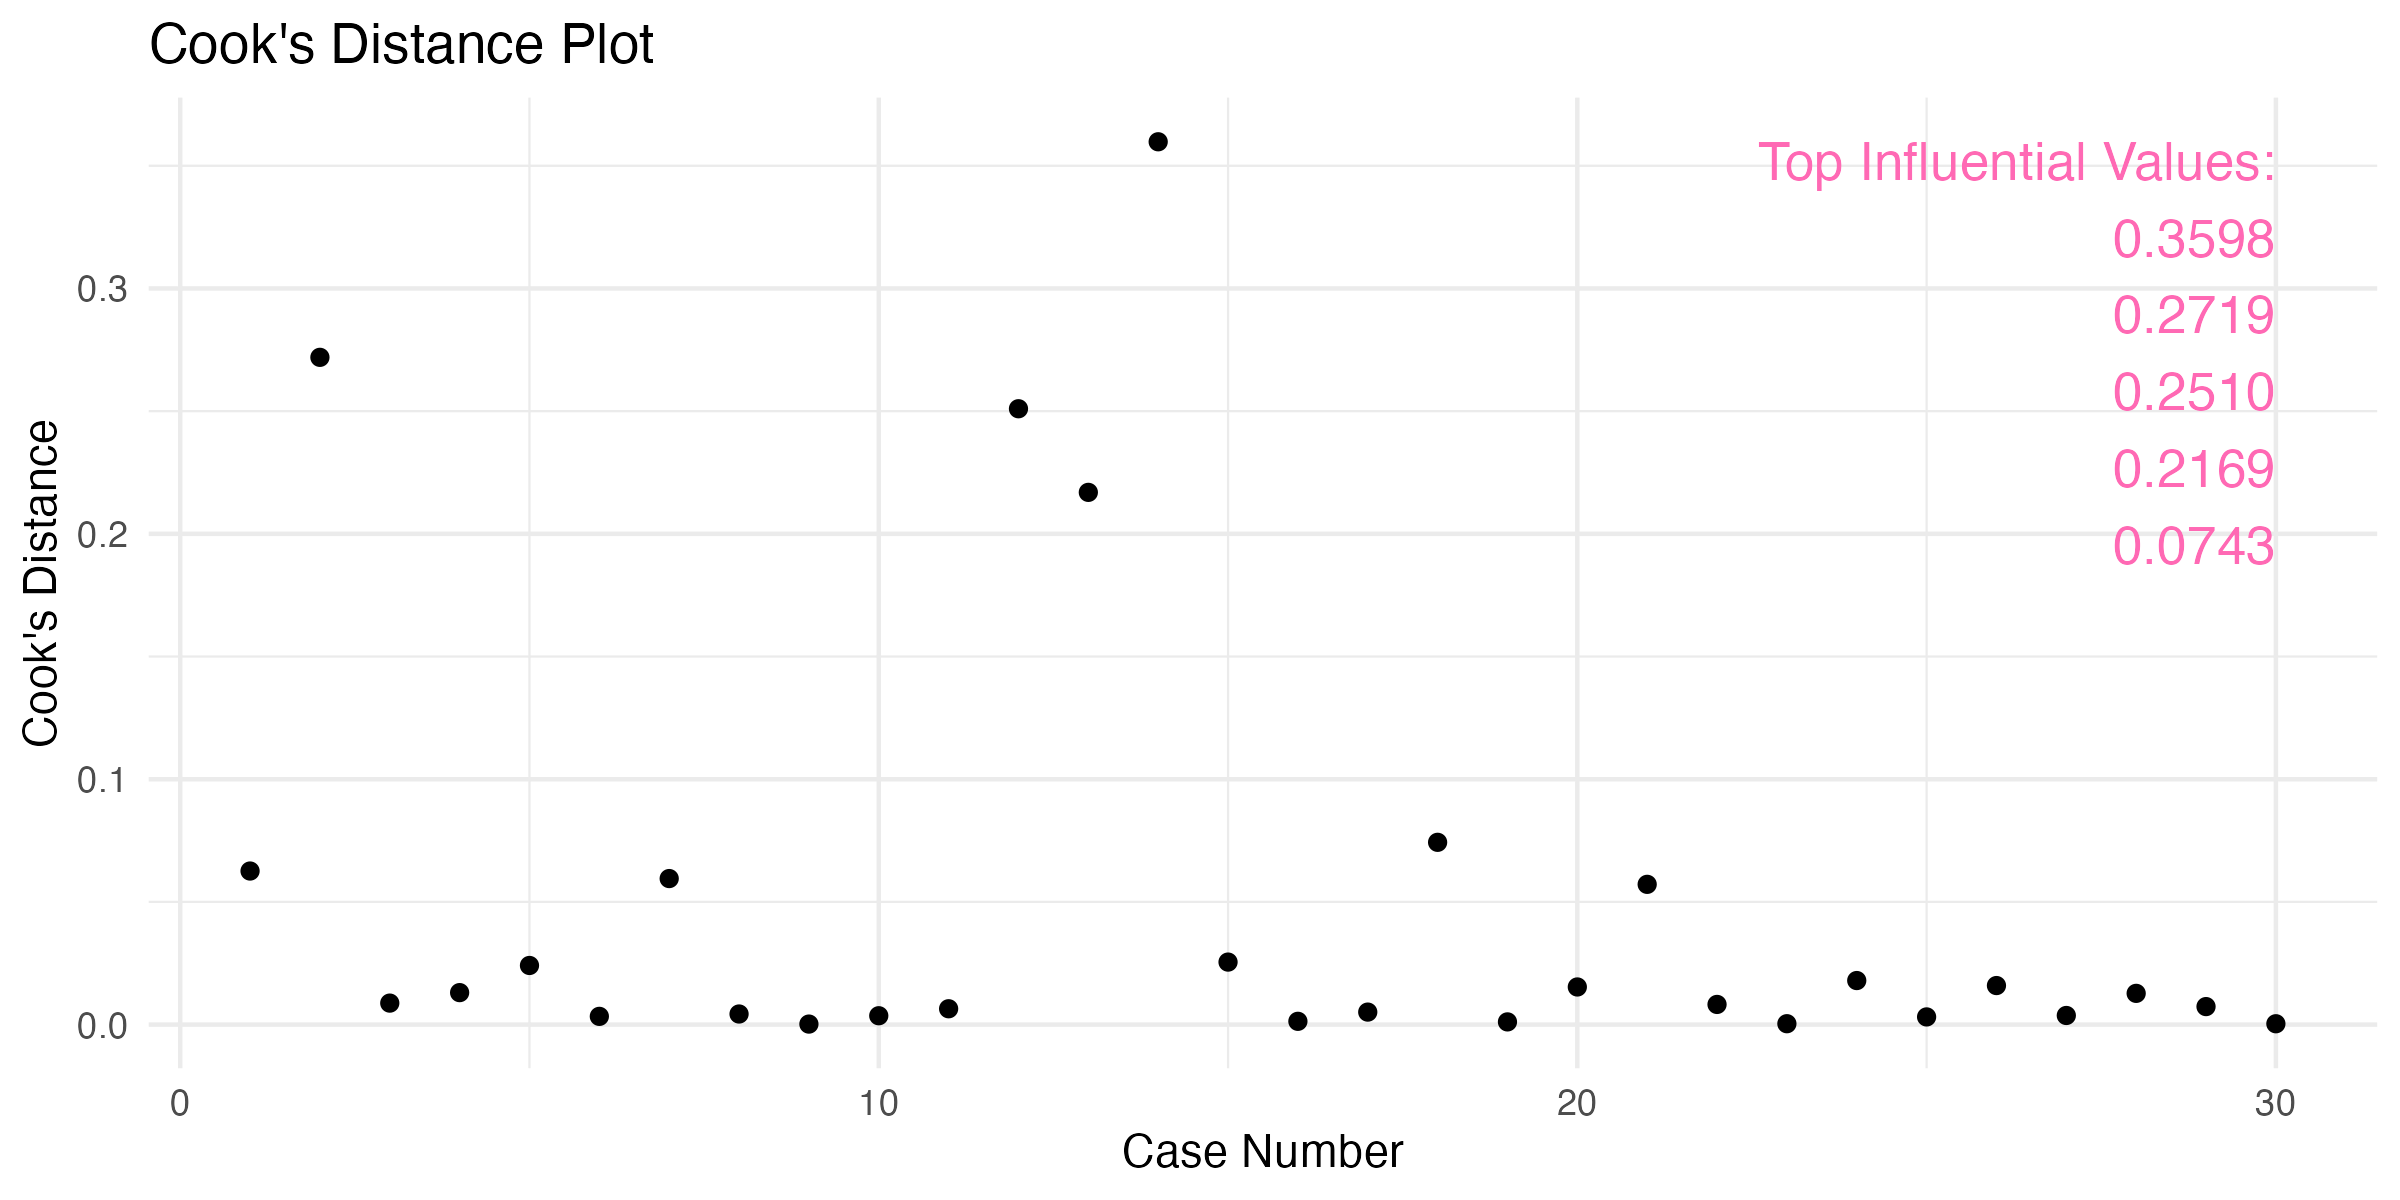 Cook's Distance Plot
Top Influential Values:
0.3598
0.2719
0.2510
0.2169
0.0743
Cook's Distance
0.3
0.2
0.1
0.0
0 10 20 30
Case Number